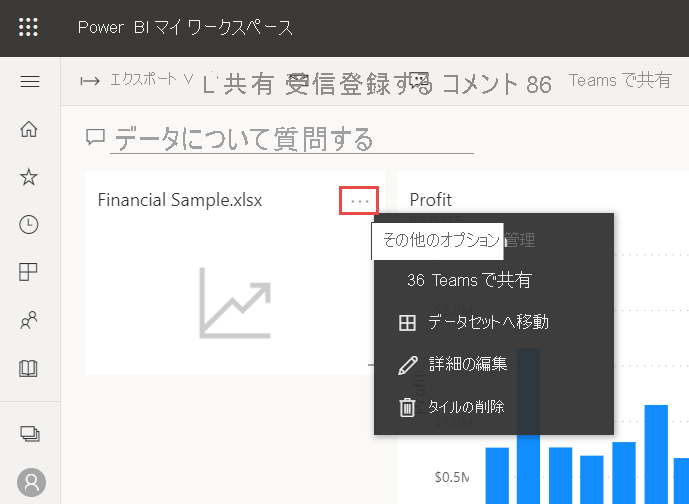 Power BI マイ ワークスペース
エクスポート 共有 受信登録する コメント 86 Teams で共有
データについて質問する
Financial Sample.xlsx
Profit
その他のオプション
管理
36 Teams で共有
データセットへ移動
詳細の編集
タイルの削除
$0.5M